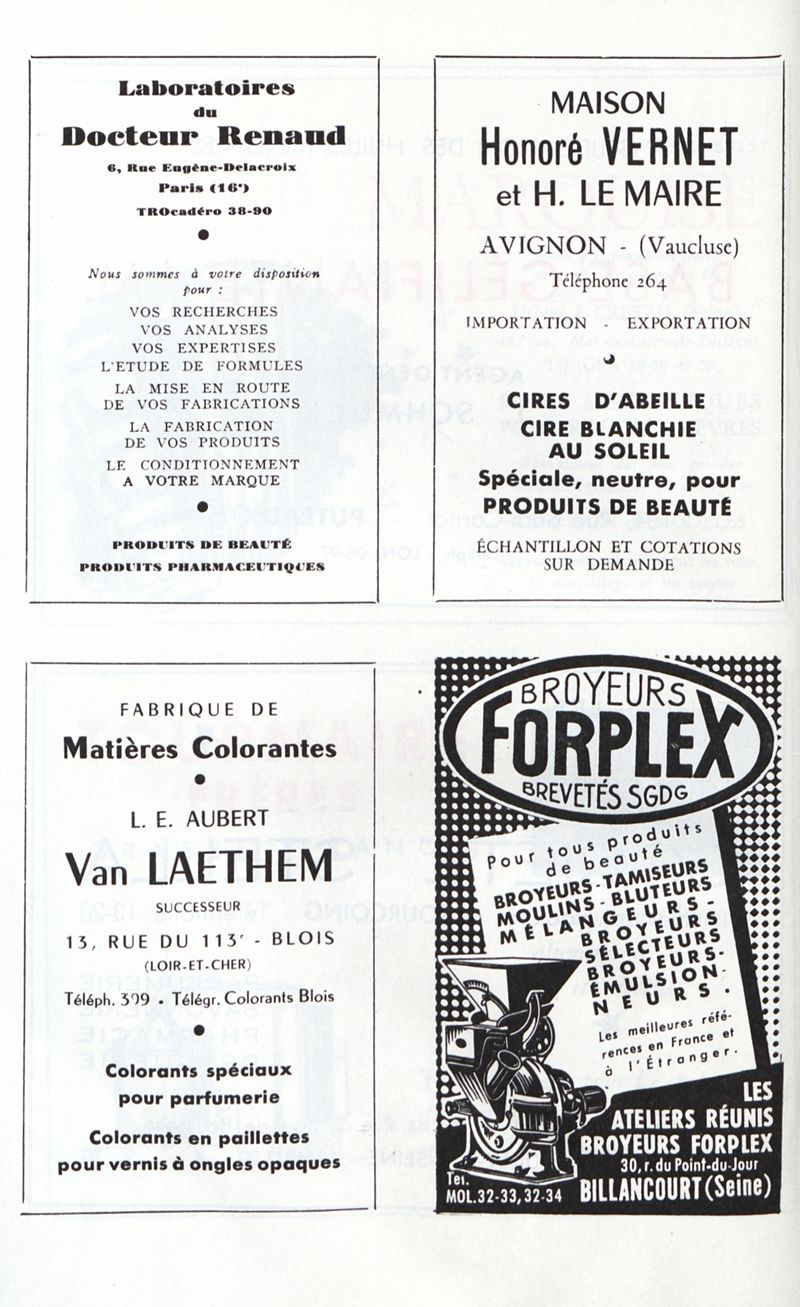 Laboratoires
du
Docteur Renaud
6, Rue Eugène-Delacroix
Paris (16e)
TROcadéro 38-90
Nous sommes à votre disposition
pour :
VOS RECHERCHES
VOS ANALYSES
VOS EXPERTISES
L'ETUDE DE FORMULES
LA MISE EN ROUTE
DE VOS FABRICATIONS
LA FABRICATION
DE VOS PRODUITS
LE CONDITIONNEMENT
A VOTRE MARQUE
PRODUITS DE BEAUTÉ
PRODUITS PHARMACEUTIQUES
MAISON
Honoré VERNET
et H. LE MAIRE
AVIGNON - (Vaucluse)
Téléphone 264
IMPORTATION - EXPORTATION
CIRES D'ABEILLE
CIRE BLANCHIE
AU SOLEIL
Spéciale, neutre, pour
PRODUITS DE BEAUTÉ
ÉCHANTILLON ET COTATIONS
SUR DEMANDE
FABRIQUE DE
Matières Colorantes
L. E. AUBERT
Van LAETHEM
SUCCESSEUR
13, RUE DU 113e - BLOIS
(LOIR-ET-CHER)
Téléph. 399 • Télégr. Colorants Blois
Colorants spéciaux
pour parfumerie
Colorants en paillettes
pour vernis à ongles opaques
BROYEURS
FORPLEX
BREVETÉS SGDG
Pour tous produits
de beauté
BROYEURS-TAMISEURS
MOULINS-BLUTEURS
MÉLANGEURS-
BROYEURS
SÉLECTEURS
BROYEURS-
ÉMULSION-
NEURS.
Les meilleures réfé-
rences en France et
à l'Étranger.
LES
ATELIERS RÉUNIS
BROYEURS FORPLEX
30, r. du Point-du-Jour
BILLANCOURT (Seine)
Tél.
MOL. 32-33, 32-34